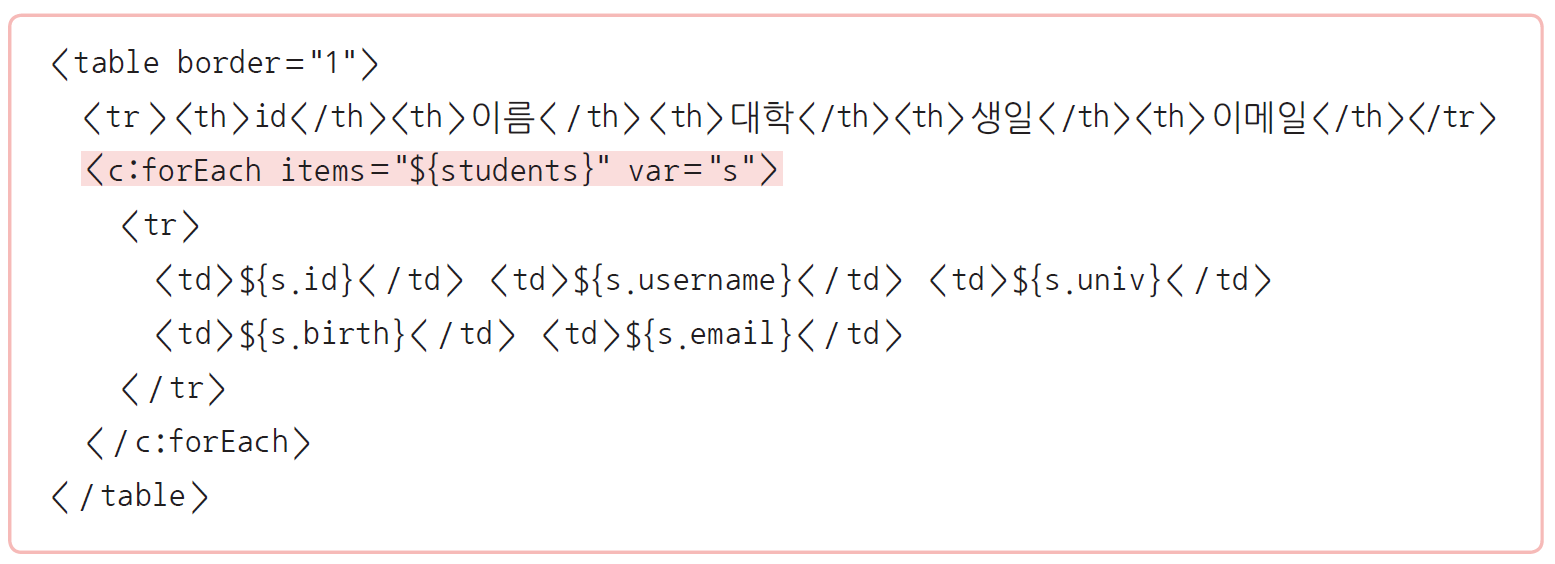 <table border="1">
<tr><th>id</th><th>이름</th><th>대학</th><th>생일</th><th>이메일</th></tr>
<c:forEach items="${students}" var="s">
<tr>
<td>${s.id}</td> <td>${s.username}</td> <td>${s.univ}</td>
<td>${s.birth}</td> <td>${s.email}</td>
</tr>
</c:forEach>
</table>